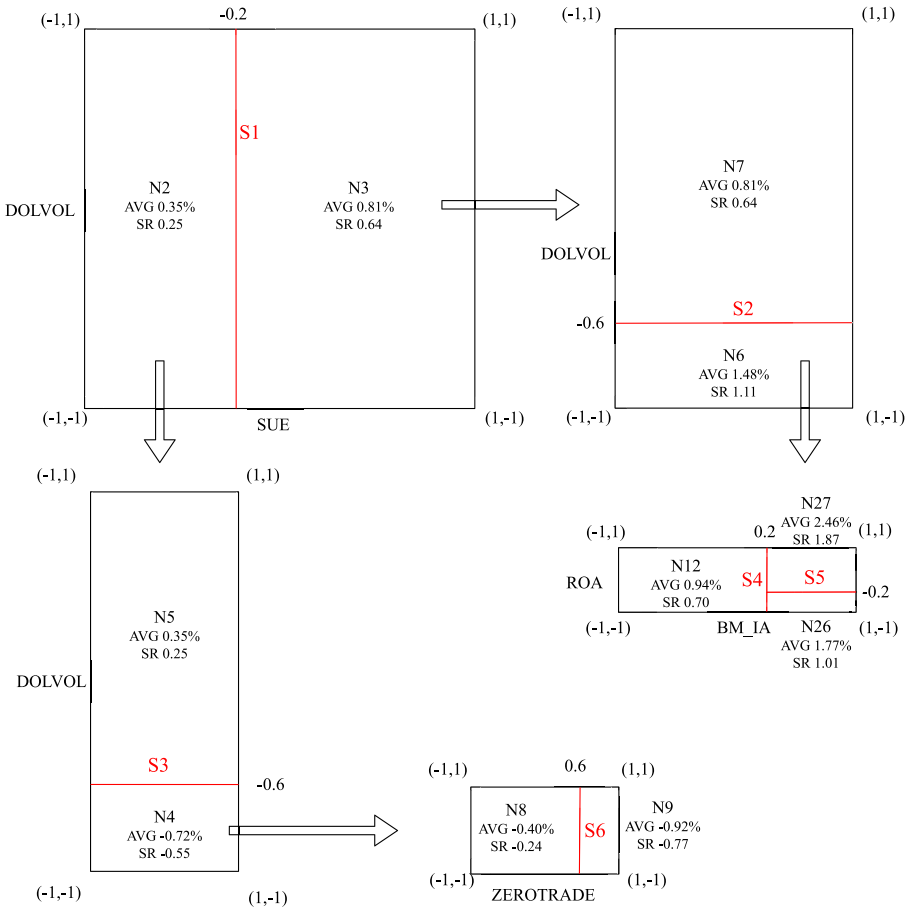 (-1,1)
-0.2
(1,1)
S1
N2
AVG 0.35%
SR 0.25
N3
AVG 0.81%
SR 0.64
DOLVOL
(-1,-1)
SUE
(1,-1)
(-1,1)
(1,1)
N7
AVG 0.81%
SR 0.64
DOLVOL
S2
-0.6
N6
AVG 1.48%
SR 1.11
(-1,-1)
(1,-1)
(-1,1)
(1,1)
N5
AVG 0.35%
SR 0.25
DOLVOL
S3
-0.6
N4
AVG -0.72%
SR -0.55
(-1,-1)
(1,-1)
N27
AVG 2.46%
SR 1.87
(-1,1)
0.2
(1,1)
N12
AVG 0.94%
SR 0.70
S4
S5
ROA
-0.2
(-1,-1)
BM_IA
N26
AVG 1.77%
SR 1.01
(1,-1)
(-1,1)
0.6
(1,1)
N8
AVG -0.40%
SR -0.24
S6
N9
AVG -0.92%
SR -0.77
(-1,-1)
ZEROTRADE
(1,-1)